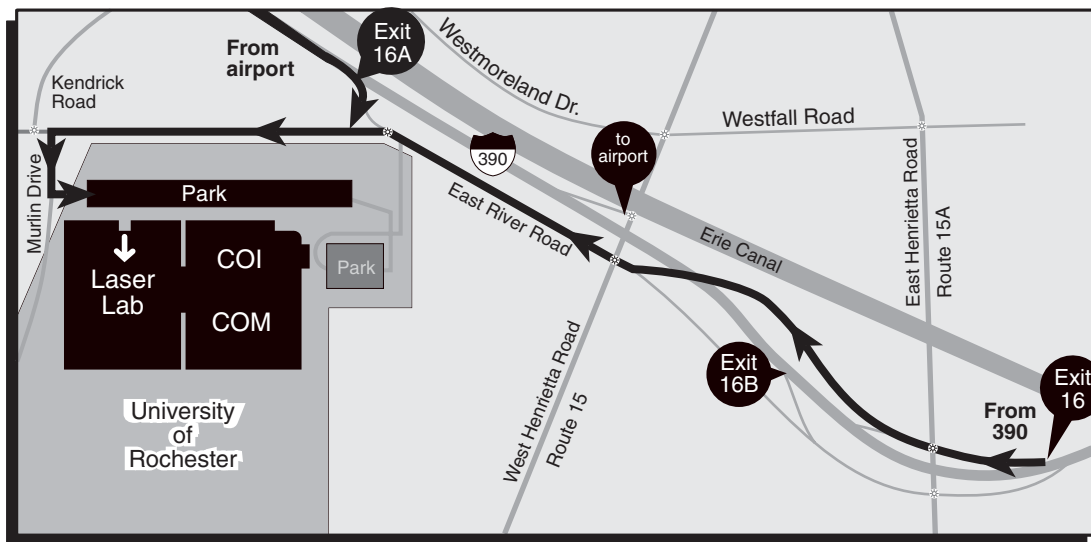 Exit
16A
From
airport
Westmoreland Dr.
Kendrick
Road
Westfall Road
to
airport
390
Murlin Drive
Park
East River Road
East Henrietta Road
Route 15A
Erie Canal
Laser
Lab
COI
COM
Park
West Henrietta Road
Route 15
Exit
16B
Exit
16
From
390
University
of
Rochester